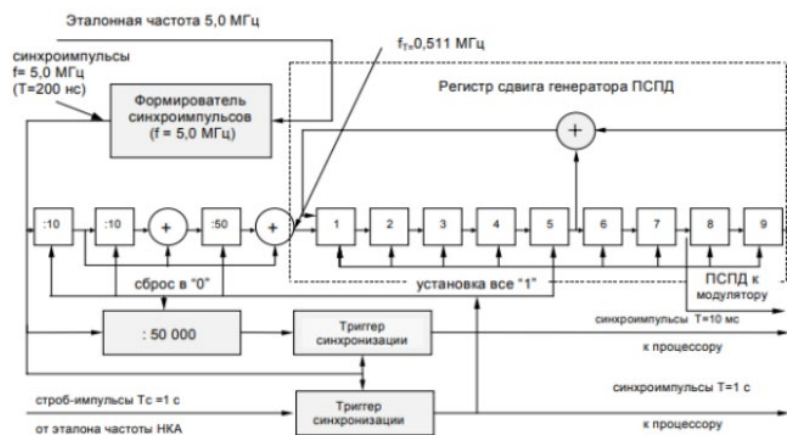 Эталонная частота 5,0 МГц
fT=0,511 МГц
синхроимпульсы
f= 5,0 МГц
(T=200 нс)
Формирователь
синхроимпульсов
(f = 5,0 МГц)
Регистр сдвига генератора ПСПД
+
:10
:10
+
:50
+
1
2
3
4
5
6
7
8
9
сброс в “0”
установка все “1”
ПСПД к
модулятору
: 50 000
Триггер
синхронизации
синхроимпульсы T=10 мс
к процессору
строб-импульсы Tс =1 с
от эталона частоты НКА
Триггер
синхронизации
синхроимпульсы T=1 с
к процессору